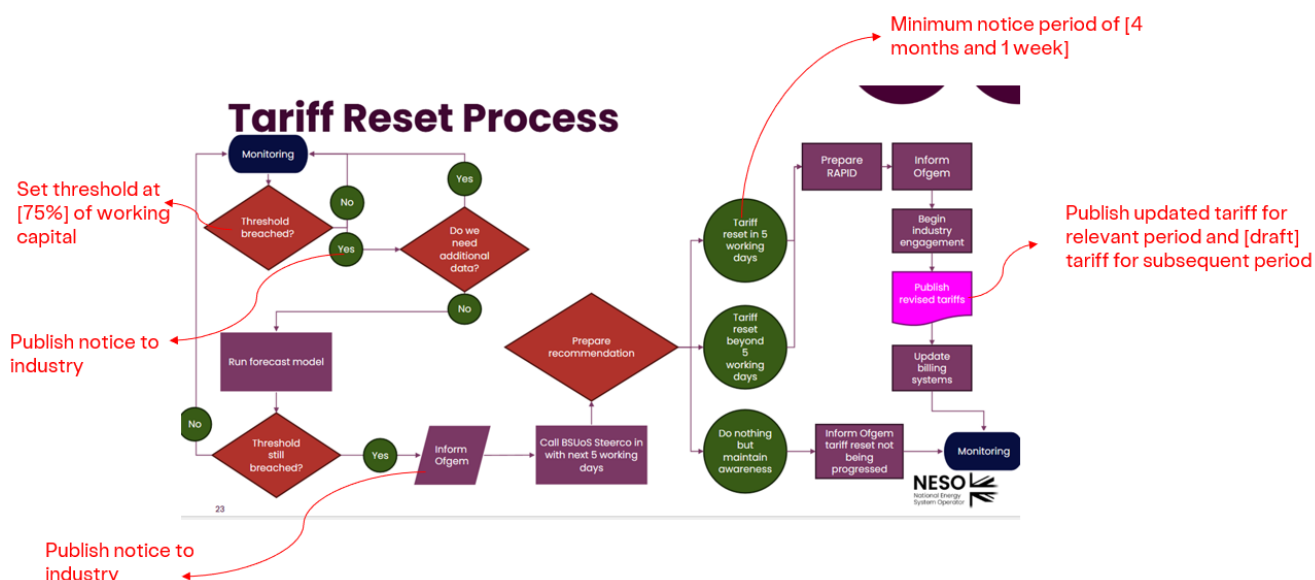 Minimum notice period of [4
months and 1 week]
Tariff Reset Process
Monitoring
Set threshold at
[75%] of working
capital
Threshold
breached?
No
Yes
Yes
Do we
need
additional
data?
No
Publish notice to
industry
Run forecast model
No
Threshold
still
breached?
Yes
Inform
Ofgem
Call BSUoS Steerco in
with next 5 working
days
Prepare
recommendation
Tariff
reset in 5
working
days
Tariff
reset
beyond
5
working
days
Do nothing
but
maintain
awareness
Prepare
RAPID
Inform
Ofgem
Begin
industry
engagement
Publish
revised tariffs
Publish updated tariff for
relevant period and [draft]
tariff for subsequent period
Update
billing
systems
Inform Ofgem
tariff reset not
being
progressed
Monitoring
NESO
National Energy
System Operator
23
Publish notice to
industry